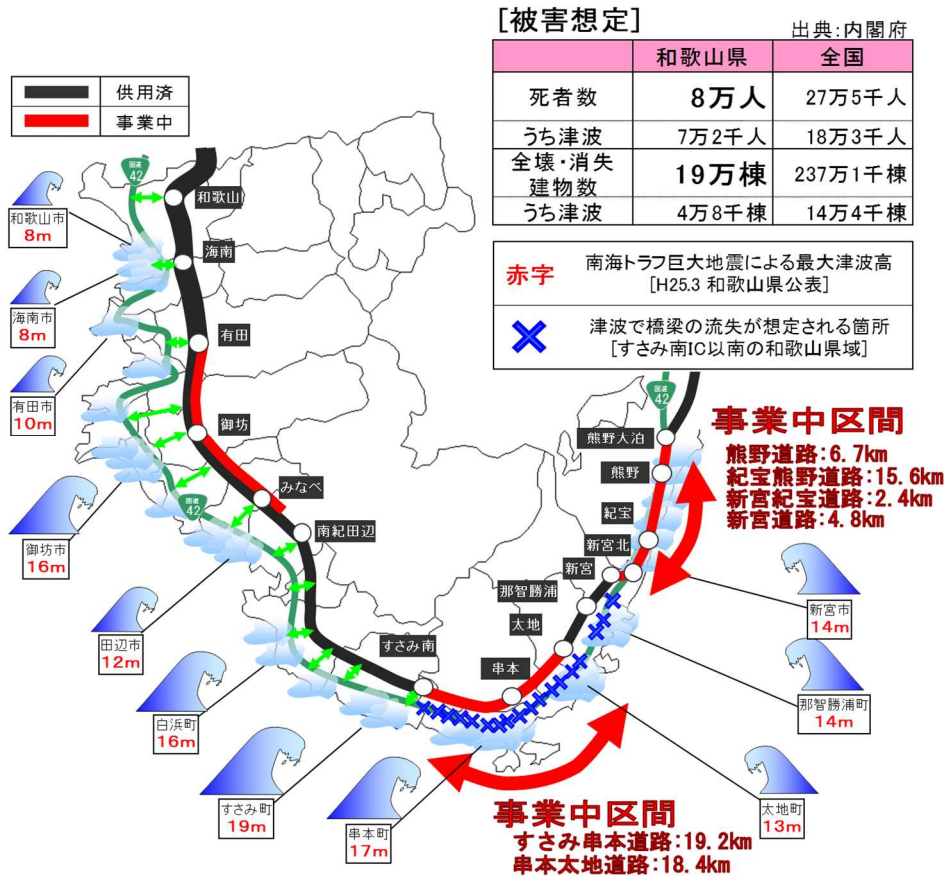 [被害想定]
出典:内閣府
和歌山県 全国
死者数 8万人 27万5千人
うち津波 7万2千人 18万3千人
全壊・消失
建物数 19万棟 237万1千棟
うち津波 4万8千棟 14万4千棟
供用済
事業中
赤字 南海トラフ巨大地震による最大津波高
[H25.3 和歌山県公表]
津波で橋梁の流失が想定される箇所
[すさみ南IC以南の和歌山県域]
国道
42
和歌山
和歌山市
8m
海南
海南市
8m
有田
有田市
10m
御坊
みなべ
国道
42
御坊市
16m
南紀田辺
田辺市
12m
すさみ南
白浜町
16m
すさみ町
19m
串本町
17m
国道
42
熊野大泊
熊野
紀宝
新宮北
新宮
那智勝浦
太地
串本
事業中区間
熊野道路:6.7km
紀宝熊野道路:15.6km
新宮紀宝道路:2.4km
新宮道路:4.8km
新宮市
14m
那智勝浦町
14m
太地町
13m
事業中区間
すさみ串本道路:19.2km
串本太地道路:18.4km